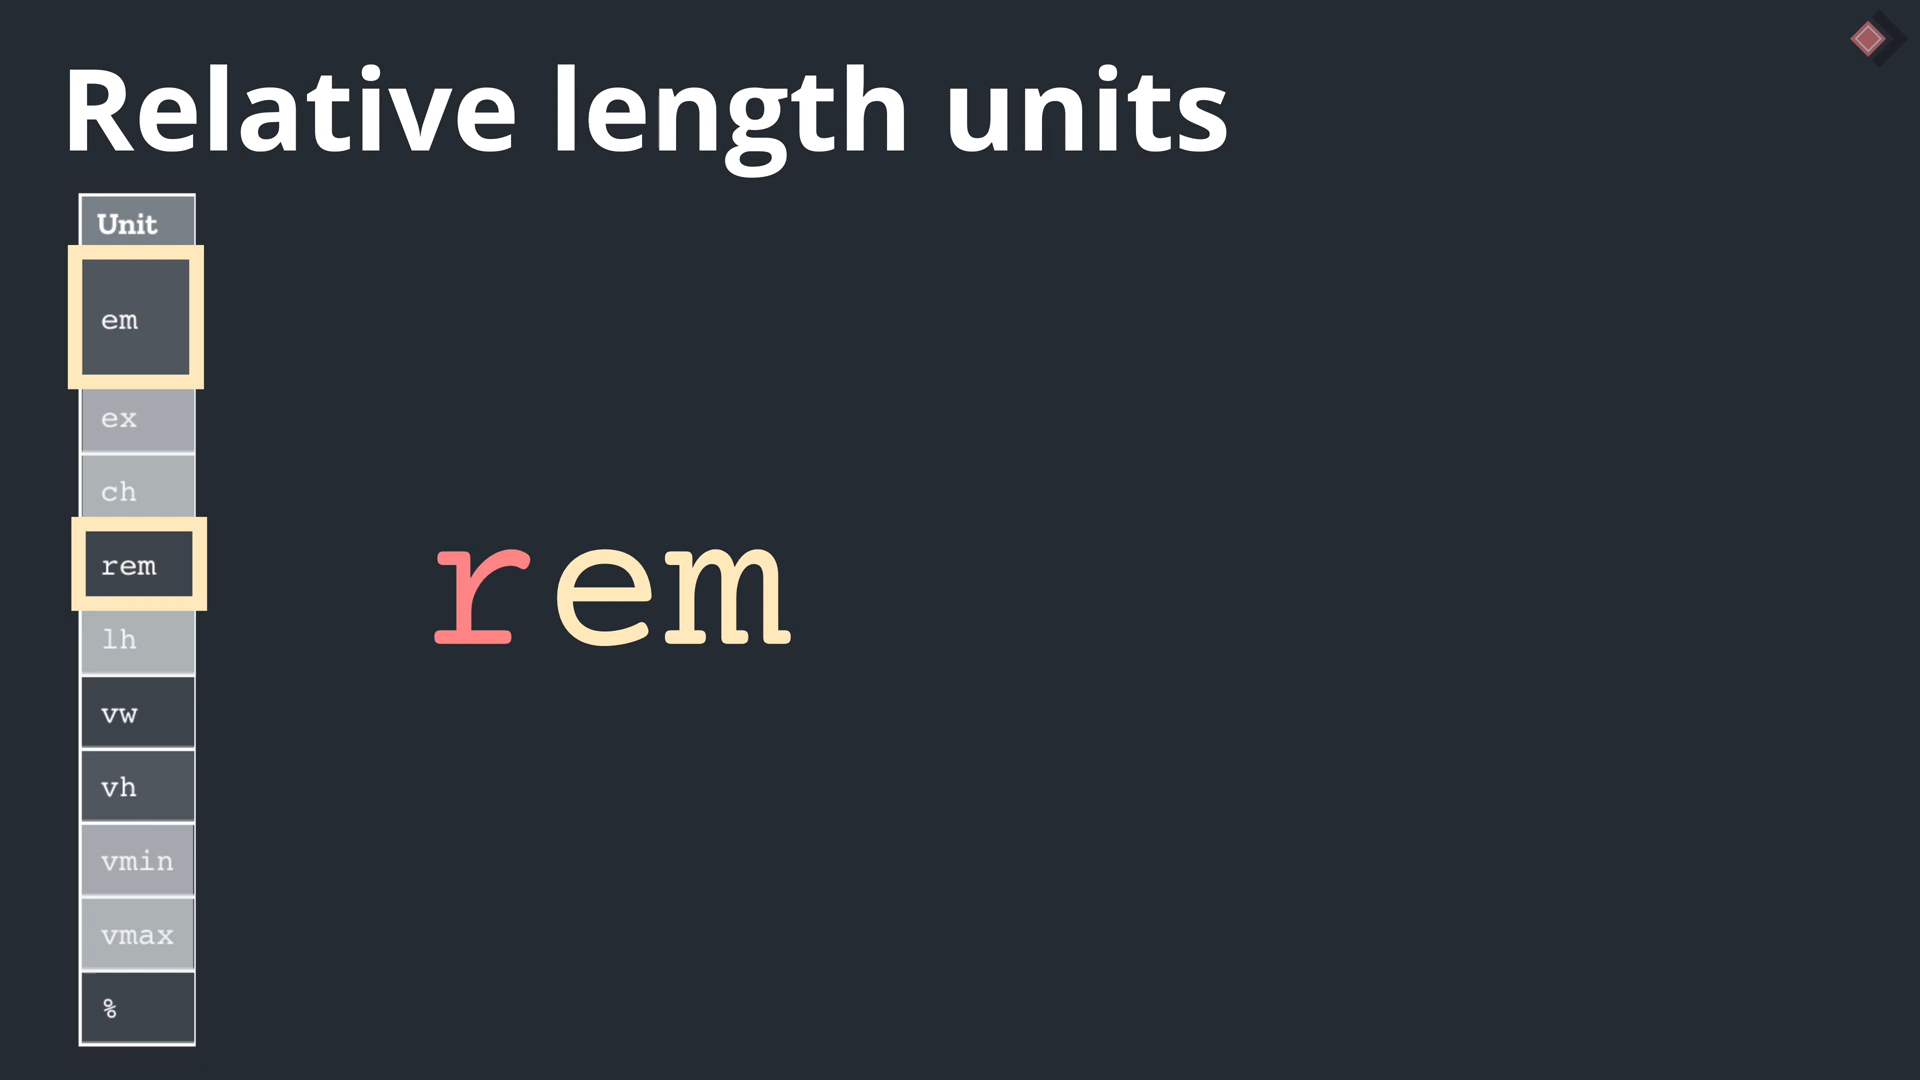 Relative length units
Unit
em
ex
ch
rem
rem
lh
vw
vh
vmin
vmax
%